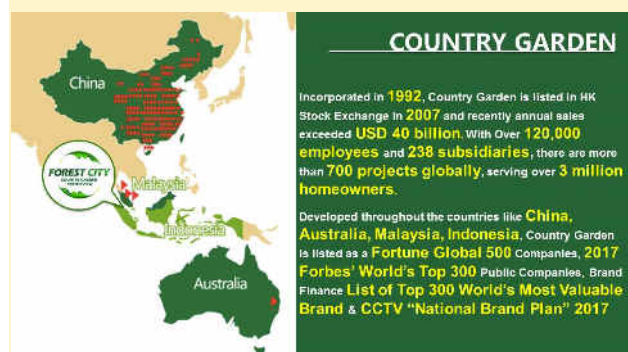 China
FOREST CITY
Malaysia
Indonesia
Australia
COUNTRY GARDEN
Incorporated in 1992, Country Garden is listed in HK
Stock Exchange in 2007 and recently annual sales
exceeded USD 40 billion. With Over 120,000
employees and 238 subsidiaries, there are more
than 700 projects globally, serving over 3 million
homeowners.
Developed throughout the countries like China,
Australia, Malaysia, Indonesia, Country Garden
is listed as a Fortune Global 500 Companies, 2017
Forbes' World's Top 300 Public Companies, Brand
Finance List of Top 300 World's Most Valuable
Brand & CCTV “National Brand Plan” 2017